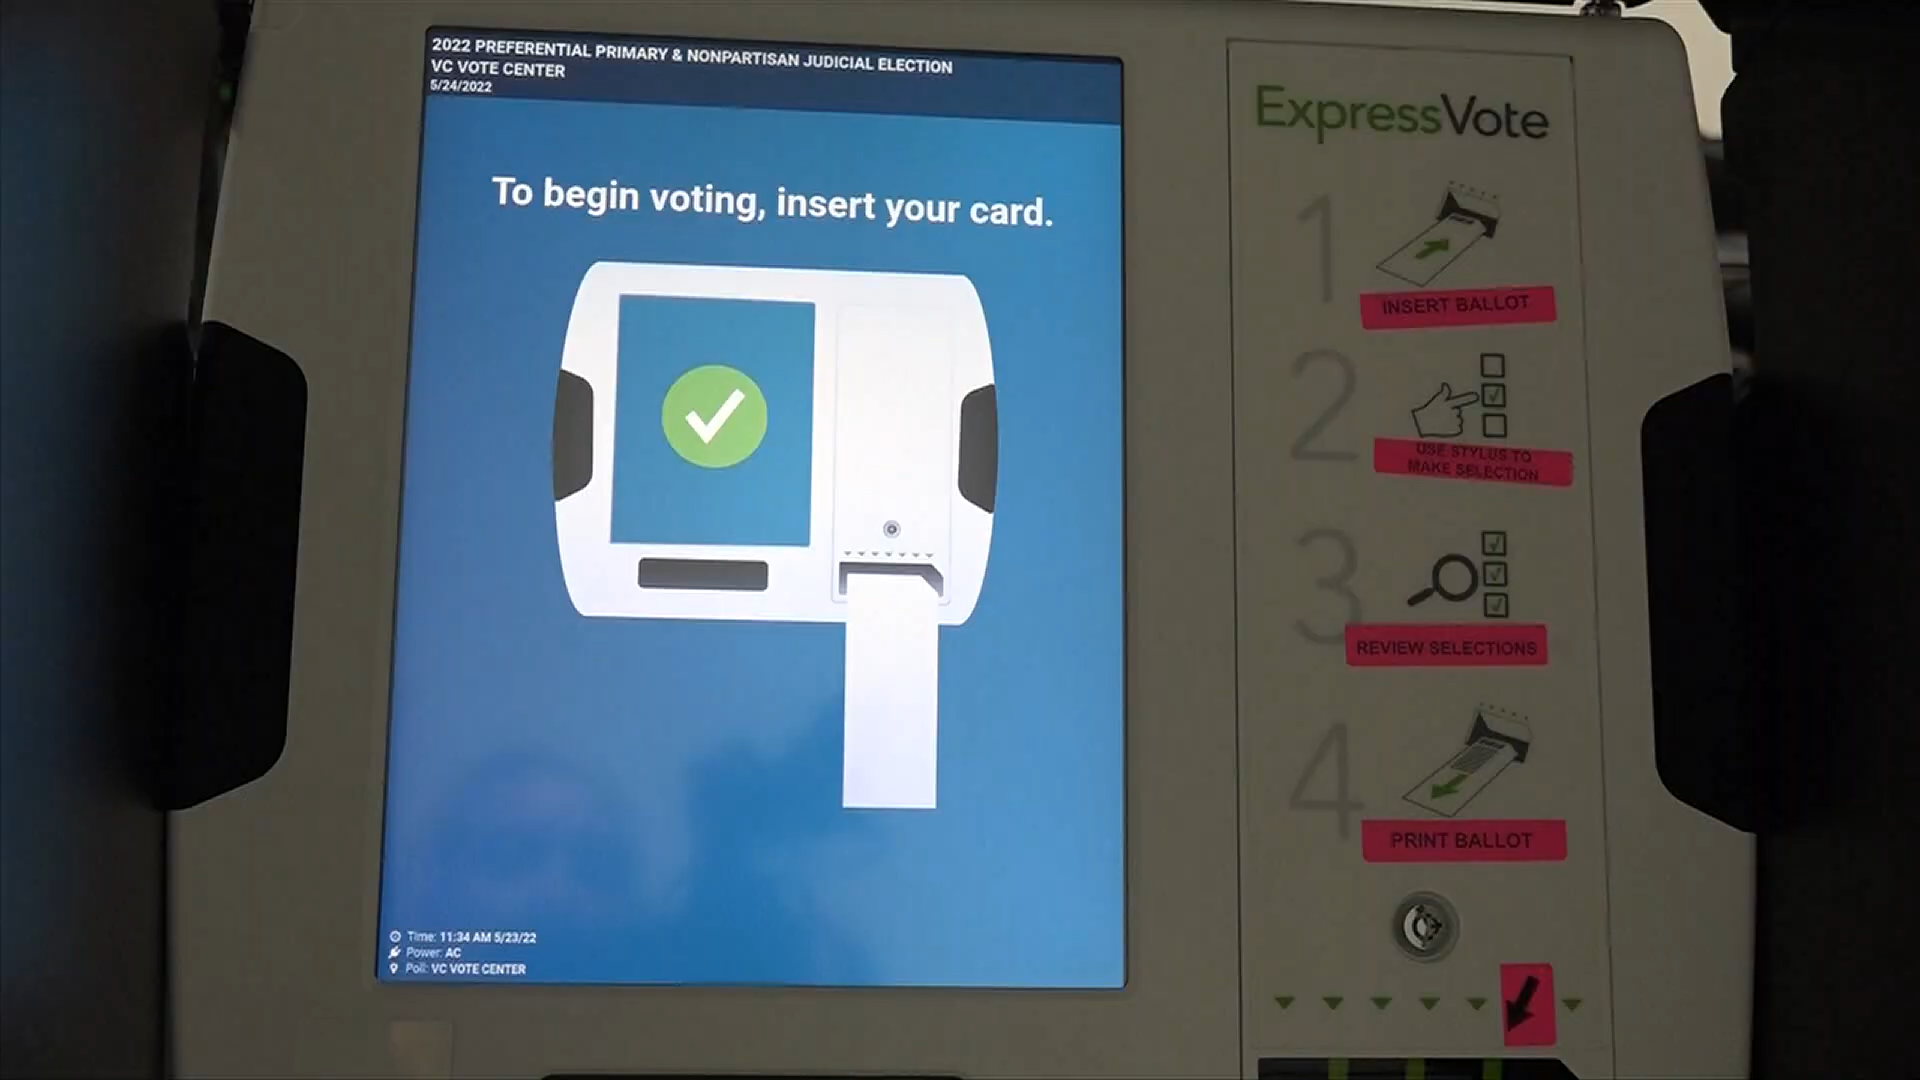 2022 PREFERENTIAL PRIMARY & NONPARTISAN JUDICIAL ELECTION
VC VOTE CENTER
5/24/2022
To begin voting, insert your card.
Time: 11:34 AM 5/23/22
Power: AC
Poll: VC VOTE CENTER
ExpressVote
1
INSERT BALLOT
2
USE STYLUS TO
MAKE SELECTION
3
REVIEW SELECTIONS
4
PRINT BALLOT